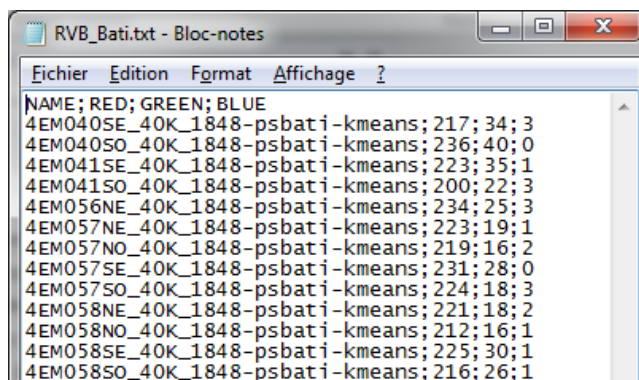 RVB_Bati.txt - Bloc-notes
Fichier Edition Format Affichage ?
NAME;RED;GREEN;BLUE
4EM040SE_40K_1848-psbati-kmeans;217;34;3
4EM040SO_40K_1848-psbati-kmeans;236;40;0
4EM041SE_40K_1848-psbati-kmeans;223;35;1
4EM041SO_40K_1848-psbati-kmeans;200;22;3
4EM056NE_40K_1848-psbati-kmeans;234;25;3
4EM057NE_40K_1848-psbati-kmeans;223;19;1
4EM057NO_40K_1848-psbati-kmeans;219;16;2
4EM057SE_40K_1848-psbati-kmeans;231;28;0
4EM057SO_40K_1848-psbati-kmeans;224;18;3
4EM058NE_40K_1848-psbati-kmeans;221;18;2
4EM058NO_40K_1848-psbati-kmeans;212;16;1
4EM058SE_40K_1848-psbati-kmeans;225;30;1
4EM058SO_40K_1848-psbati-kmeans;216;26;1